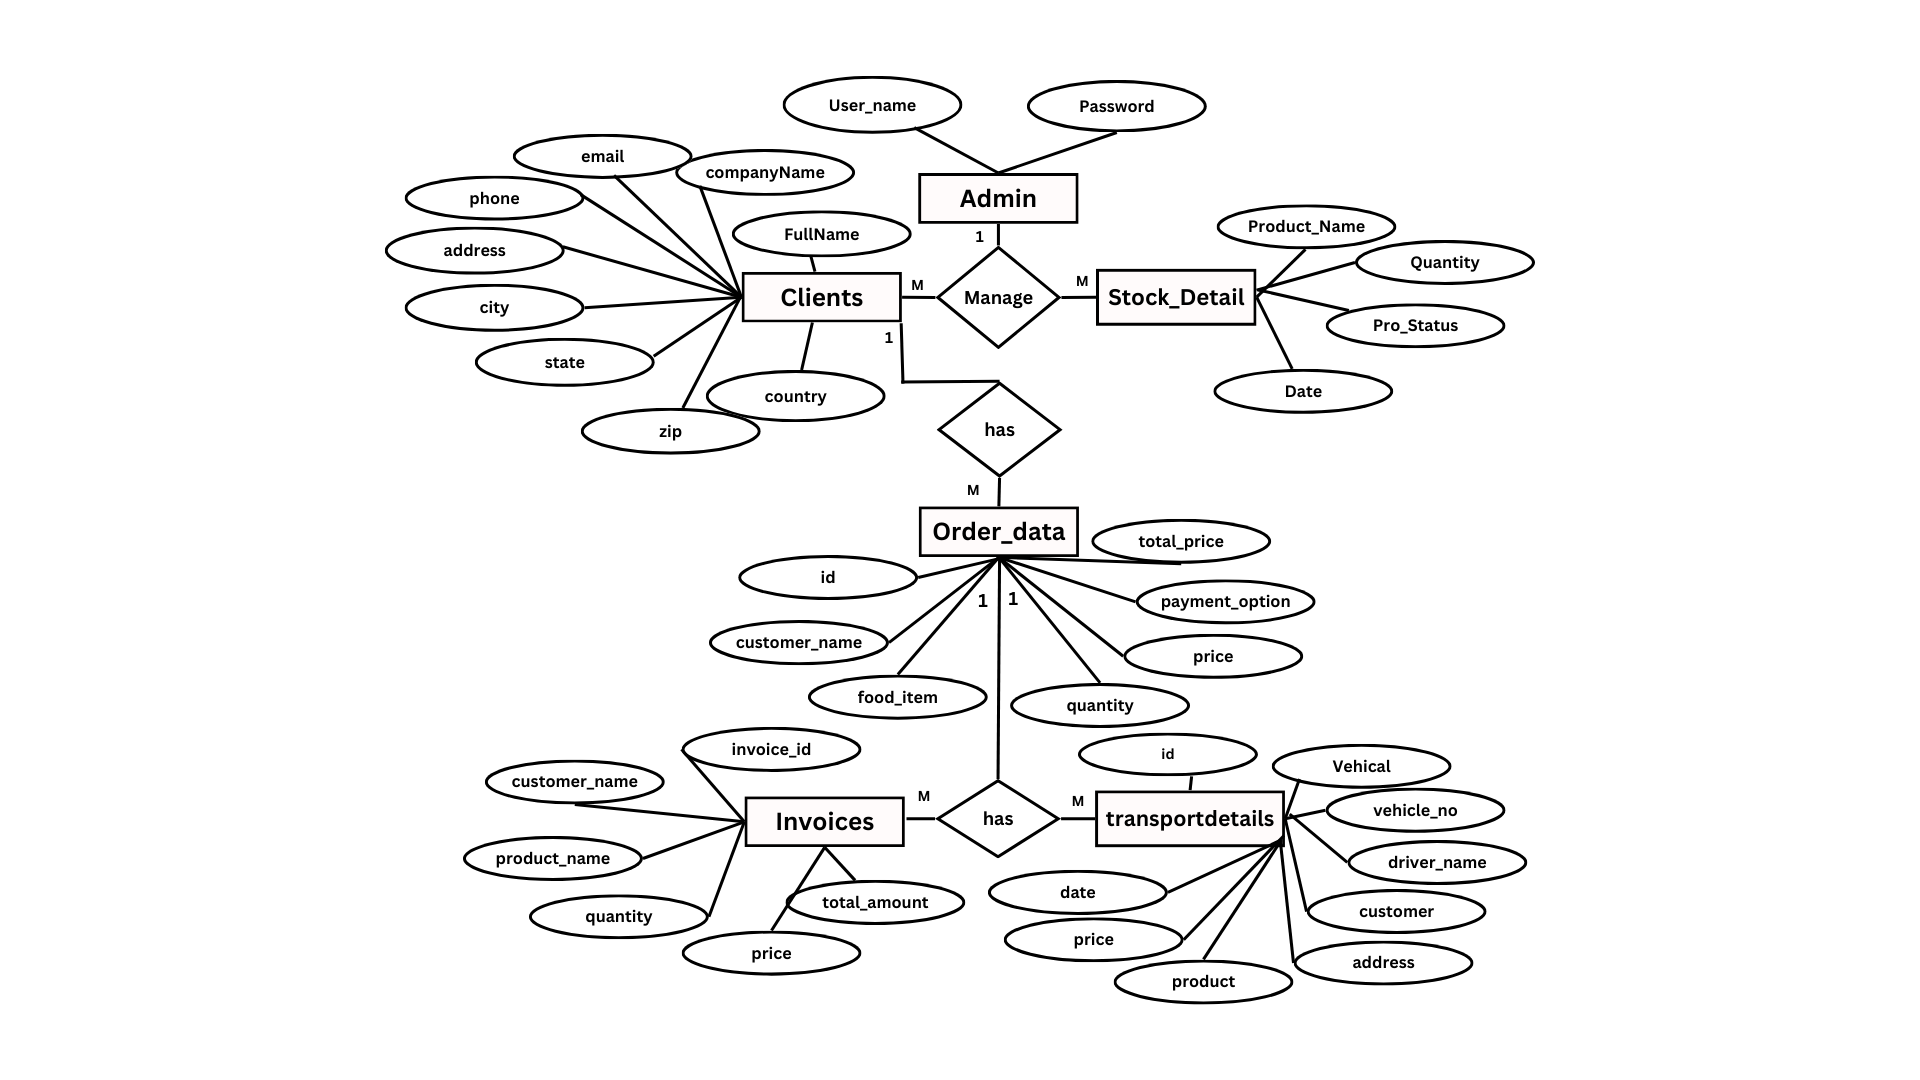 User_name
Password
email
companyName
phone
Admin
FullName
Product_Name
address
1
Quantity
Clients
M
Manage
M
Stock_Detail
city
Pro_Status
1
state
country
Date
zip
has
M
Order_data
total_price
id
1
1
payment_option
customer_name
price
food_item
quantity
invoice_id
id
Vehical
customer_name
M
M
vehicle_no
Invoices
has
transportdetails
product_name
driver_name
date
total_amount
customer
quantity
price
price
address
product